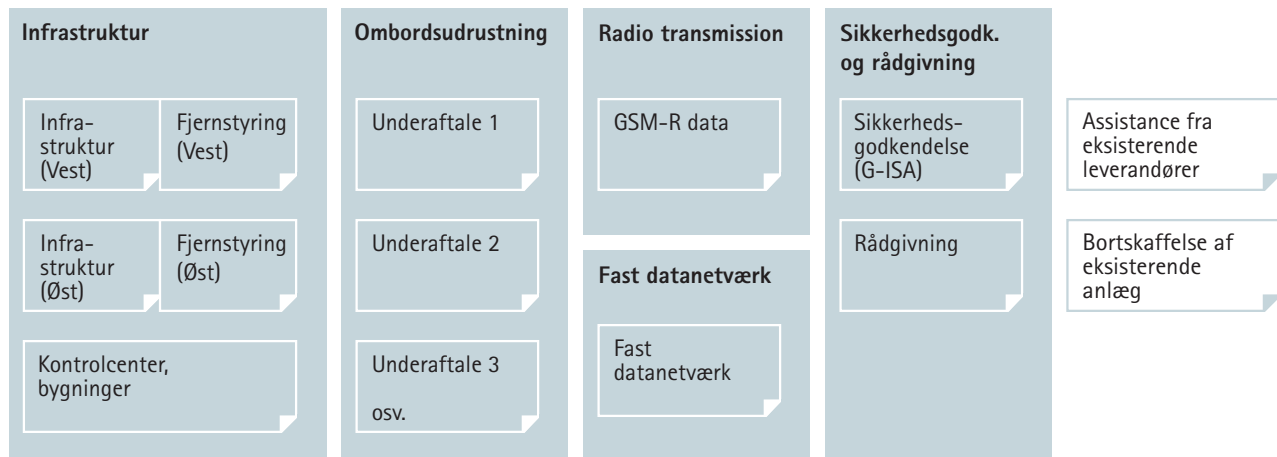 Infrastruktur
Infra-
struktur
(Vest)
Fjernstyring
(Vest)
Infra-
struktur
(Øst)
Fjernstyring
(Øst)
Kontrolcenter,
bygninger
Ombordsudrustning
Underaftale 1
Underaftale 2
Underaftale 3
osv.
Radio transmission
GSM-R data
Fast datanetværk
Fast
datanetværk
Sikkerhedsgodk.
og rådgivning
Sikkerheds-
godkendelse
(G-ISA)
Rådgivning
Assistance fra
eksisterende
leverandører
Bortskaffelse af
eksisterende
anlæg